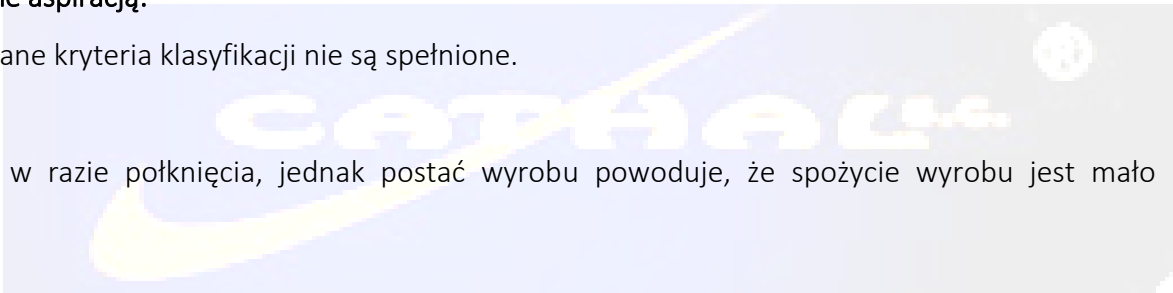 aspiracją.
ane kryteria klasyfikacji nie są spełnione.
®
CATHAL S.C.
w razie połknięcia, jednak postać wyrobu powoduje, że spożycie wyrobu jest mało